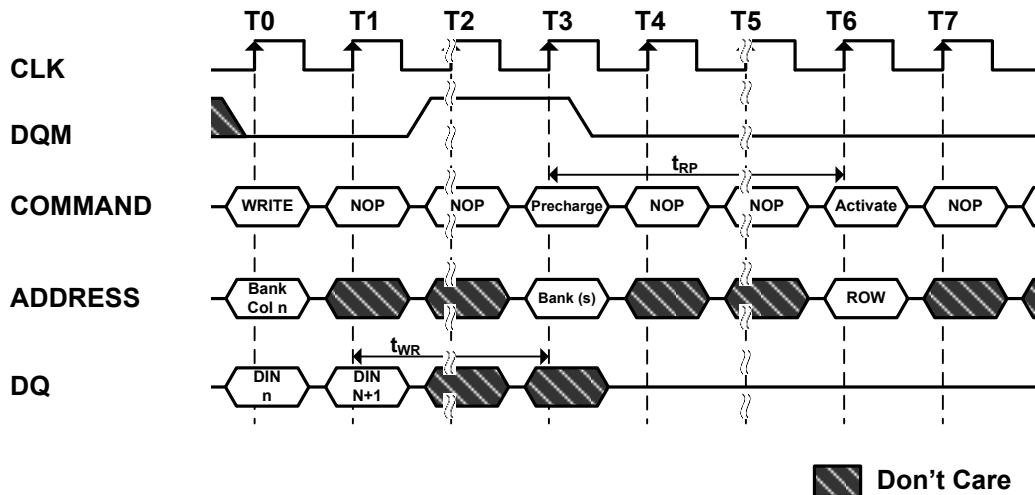 T0 T1 T2 T3 T4 T5 T6 T7
CLK
DQM
tRP
COMMAND WRITE NOP NOP Precharge NOP NOP Activate NOP
ADDRESS Bank Col n Bank (s) ROW
tWR
DQ DIN n DIN N+1
Don't Care